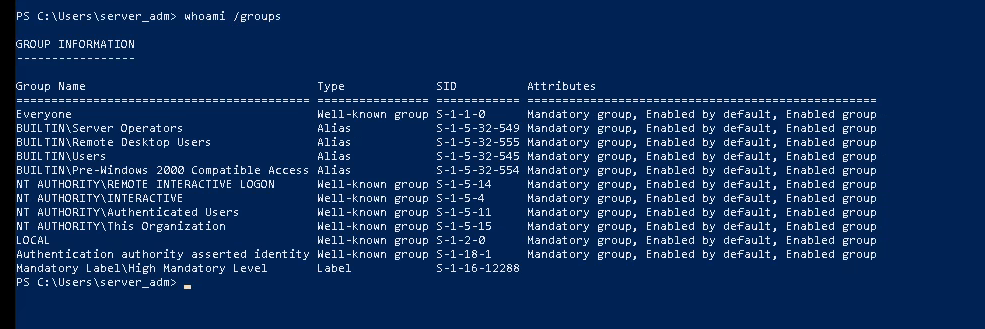 PS C:\Users\server_adm> whoami /groups
GROUP INFORMATION
-----------------
Group Name                                 Type             SID          Attributes
========================================== ================ ============ ==================================================
Everyone                                   Well-known group S-1-1-0      Mandatory group, Enabled by default, Enabled group
BUILTIN\Server Operators                   Alias            S-1-5-32-549 Mandatory group, Enabled by default, Enabled group
BUILTIN\Remote Desktop Users               Alias            S-1-5-32-555 Mandatory group, Enabled by default, Enabled group
BUILTIN\Users                              Alias            S-1-5-32-545 Mandatory group, Enabled by default, Enabled group
BUILTIN\Pre-Windows 2000 Compatible Access Alias            S-1-5-32-554 Mandatory group, Enabled by default, Enabled group
NT AUTHORITY\REMOTE INTERACTIVE LOGON      Well-known group S-1-5-14     Mandatory group, Enabled by default, Enabled group
NT AUTHORITY\INTERACTIVE                   Well-known group S-1-5-4      Mandatory group, Enabled by default, Enabled group
NT AUTHORITY\Authenticated Users           Well-known group S-1-5-11     Mandatory group, Enabled by default, Enabled group
NT AUTHORITY\This Organization             Well-known group S-1-5-15     Mandatory group, Enabled by default, Enabled group
LOCAL                                      Well-known group S-1-2-0      Mandatory group, Enabled by default, Enabled group
Authentication authority asserted identity Well-known group S-1-18-1     Mandatory group, Enabled by default, Enabled group
Mandatory Label\High Mandatory Level       Label            S-1-16-12288
PS C:\Users\server_adm>